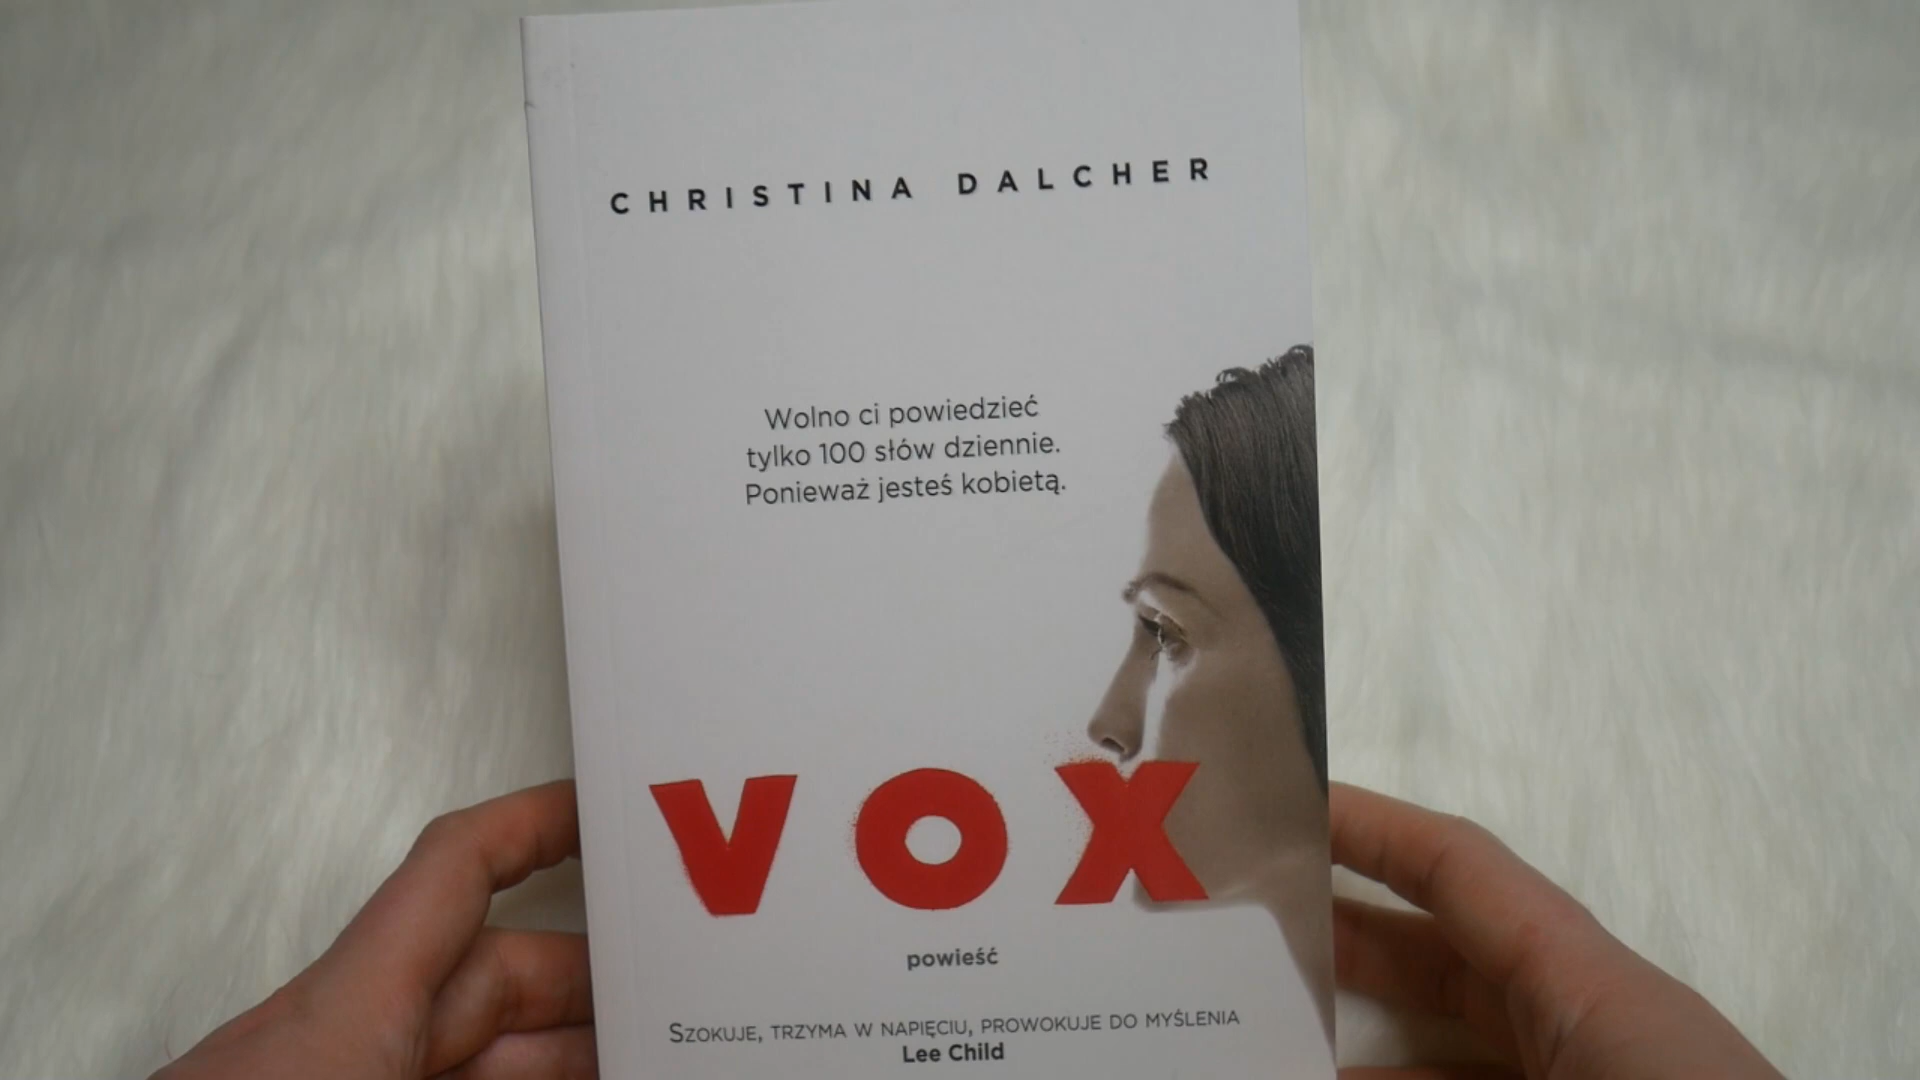 CHRISTINA DALCHER
Wolno ci powiedzieć
tylko 100 słów dziennie.
Ponieważ jesteś kobietą.
VOX
powieść
SZOKUJE, TRZYMA W NAPIĘCIU, PROWOKUJE DO MYŚLENIA
Lee Child